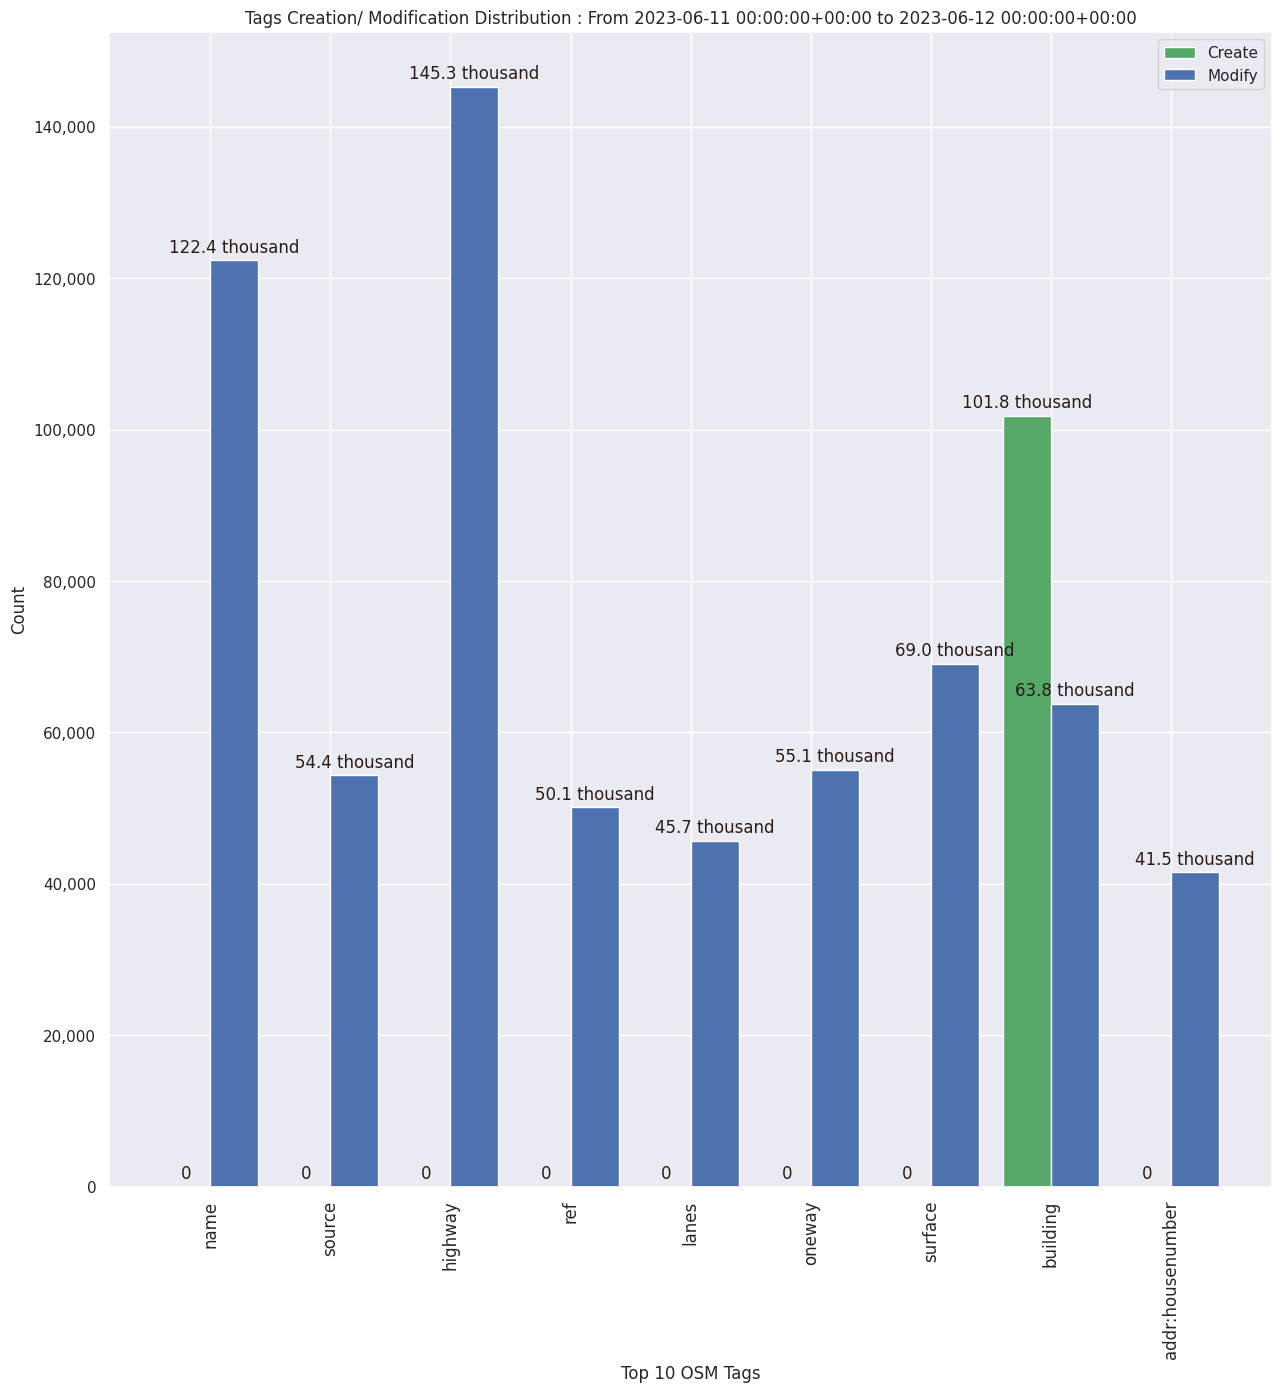 Tags Creation/ Modification Distribution : From 2023-06-11 00:00:00+00:00 to 2023-06-12 00:00:00+00:00
Create
Modify
145.3 thousand
140,000
122.4 thousand
120,000
101.8 thousand
100,000
80,000
69.0 thousand
63.8 thousand
60,000
55.1 thousand
54.4 thousand
50.1 thousand
45.7 thousand
41.5 thousand
40,000
20,000
0
0
0
0
0
0
0
0
0
Count
name
source
highway
ref
lanes
oneway
surface
building
addr:housenumber
Top 10 OSM Tags